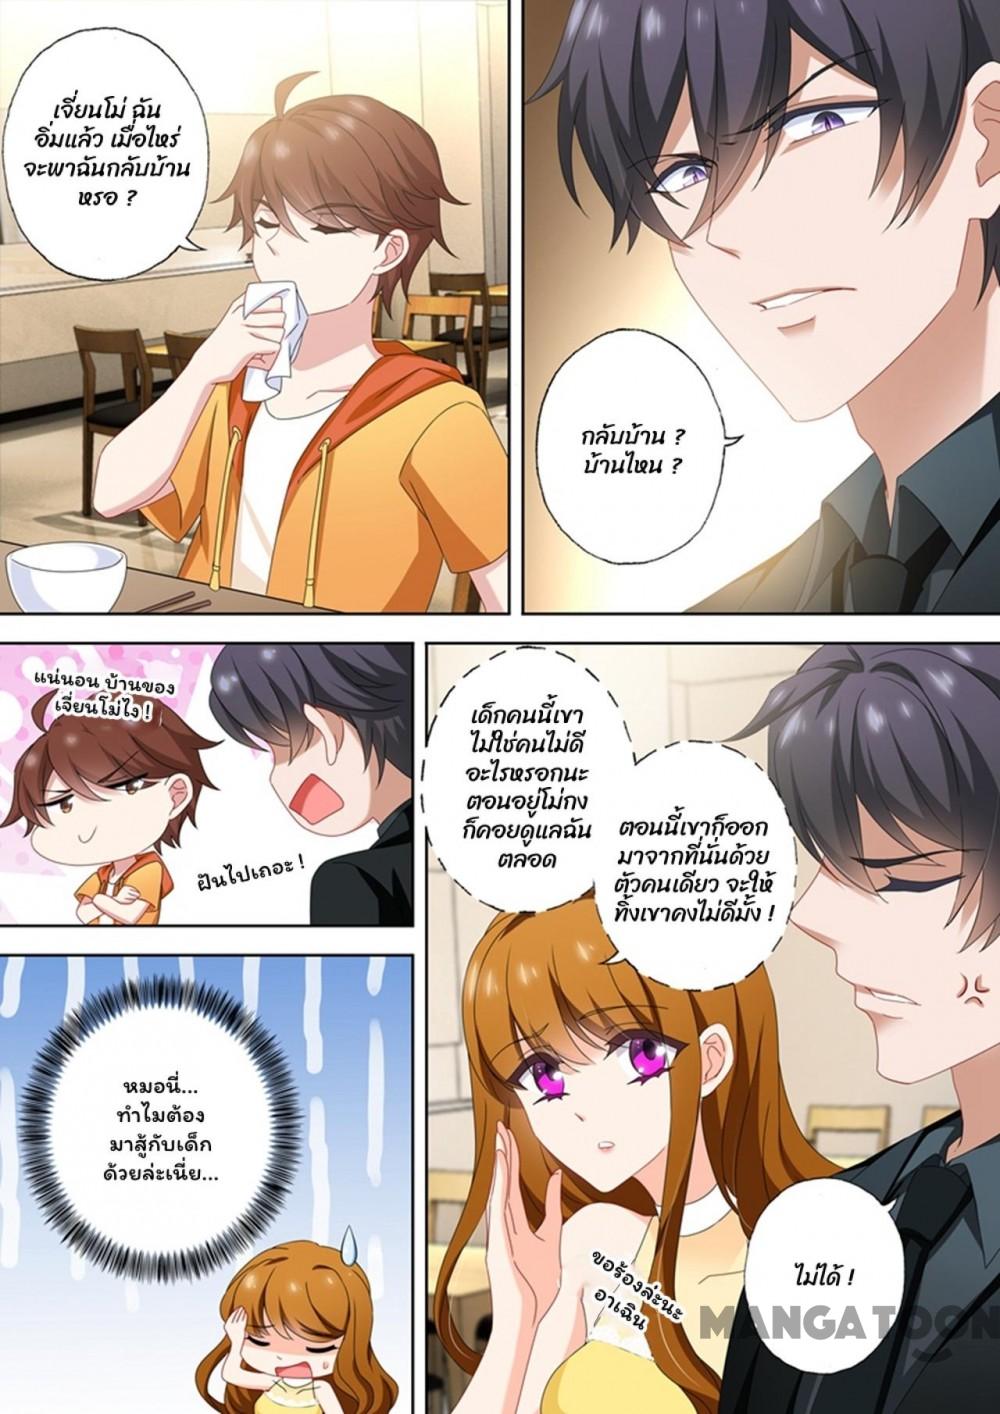 เจี่ยนโม่ ฉัน
อิ่มแล้ว เมื่อไหร่
จะพาฉันกลับบ้าน
หรอ ?
กลับบ้าน ?
บ้านไหน ?
แน่นอน บ้านของ
เจี่ยนโม่ไง !
ฝันไปเถอะ !
เด็กคนนี้เขา
ไม่ใช่คนไม่ดี
อะไรหรอกนะ
ตอนอยู่โม่กง
ก็คอยดูแลฉัน
ตลอด
ตอนนี้เขาก็ออก
มาจากที่นั่นด้วย
ตัวคนเดียว จะให้
ทิ้งเขาคงไม่ดีมั้ง !
ขอร้องล่ะนะ
อาเฉิน
ไม่ได้ !
หมอนี่...
ทำไมต้อง
มาสู้กับเด็ก
ด้วยล่ะเนี่ย...
MANGATOON